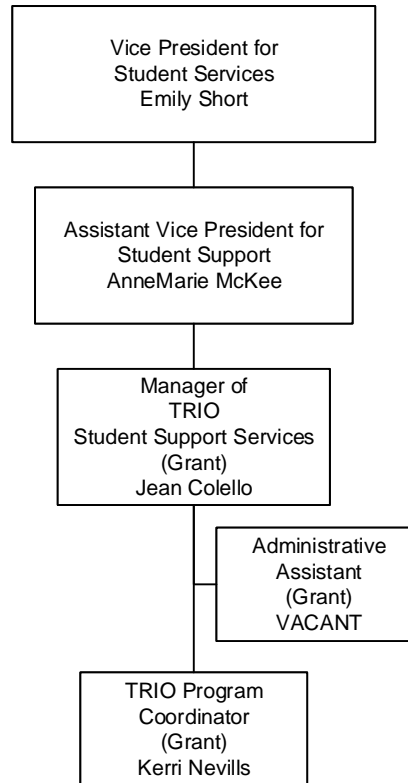 Vice President for
Student Services
Emily Short
Assistant Vice President for
Student Support
AnneMarie McKee
Manager of
TRIO
Student Support Services
(Grant)
Jean Colello
Administrative
Assistant
(Grant)
VACANT
TRIO Program
Coordinator
(Grant)
Kerri Nevills